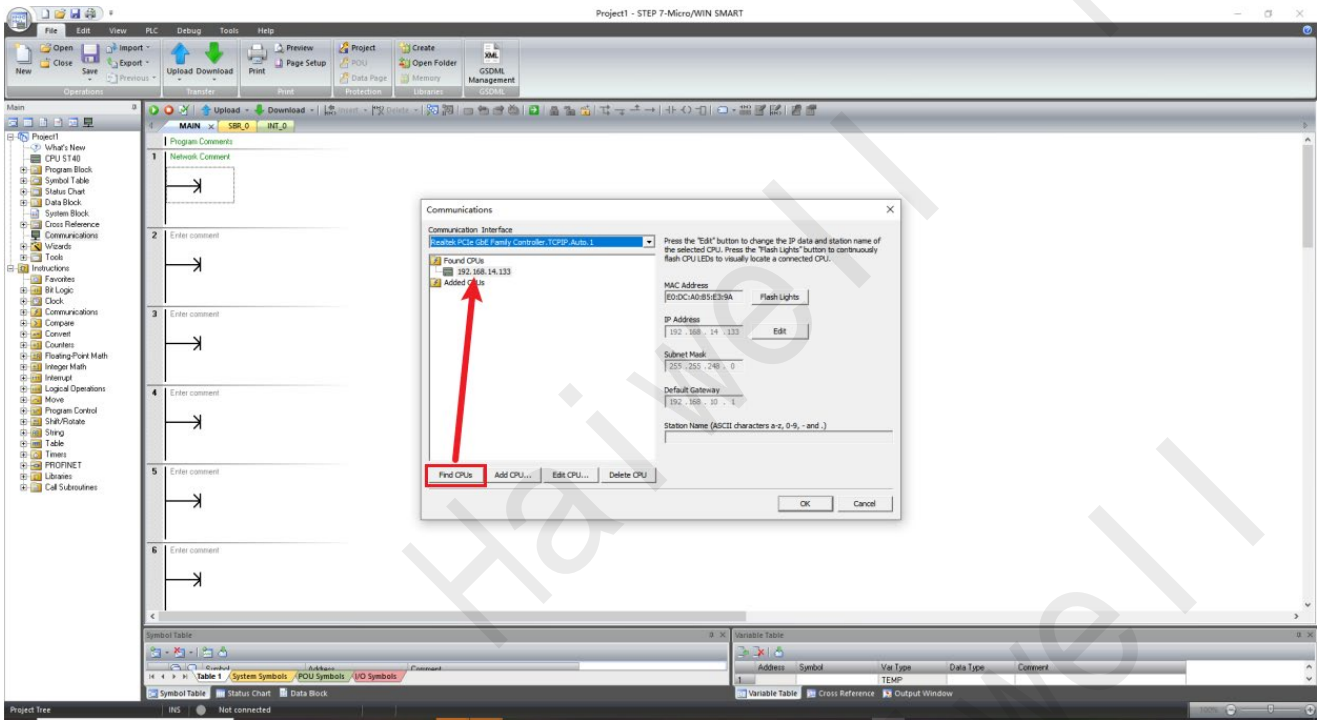 Project1 - STEP 7-Micro/WIN SMART
File Edit View PLC Debug Tools Help
New
Open
Close
Save
Import
Export
Previous
Operations
Upload Download
Transfer
Print
Preview
Page Setup
Print
Project
POU
Data Page
Protection
Create
Open Folder
Memory
Libraries
XML
GSDML Management
GSDML
Main
Upload Download Insert Delete
MAIN SBR_0 INT_0
Project1
What's New
CPU ST40
Program Block
Symbol Table
Status Chart
Data Block
System Block
Cross Reference
Communications
Wizards
Tools
Instructions
Favorites
Bit Logic
Clock
Communications
Compare
Convert
Counters
Floating-Point Math
Integer Math
Interrupt
Logical Operations
Move
Program Control
Shift/Rotate
String
Table
Timers
PROFINET
Libraries
Call Subroutines
Program Comments
1 Network Comment
2 Enter comment
3 Enter comment
4 Enter comment
5 Enter comment
6 Enter comment
Communications
Communication Interface
Realtek PCIe GbE Family Controller.TCPIP.Auto.1
Found CPUs
192.168.14.133
Added CPUs
Press the "Edit" button to change the IP data and station name of
the selected CPU. Press the "Flash Lights" button to continuously
flash CPU LEDs to visually locate a connected CPU.
MAC Address
E0:DC:A0:B5:E3:9A Flash Lights
IP Address
192 .168 . 14 .133 Edit
Subnet Mask
255 .255 .248 . 0
Default Gateway
192 .168 . 10 . 1
Station Name (ASCII characters a-z, 0-9, - and .)
Find CPUs Add CPU... Edit CPU... Delete CPU
OK Cancel
Haiwell
Haiwell
Symbol Table
Symbol Address Comment
Table 1 System Symbols POU Symbols I/O Symbols
Symbol Table Status Chart Data Block
Variable Table
Address Symbol Var Type Data Type Comment
1 TEMP
Variable Table Cross Reference Output Window
Project Tree INS Not connected 100%